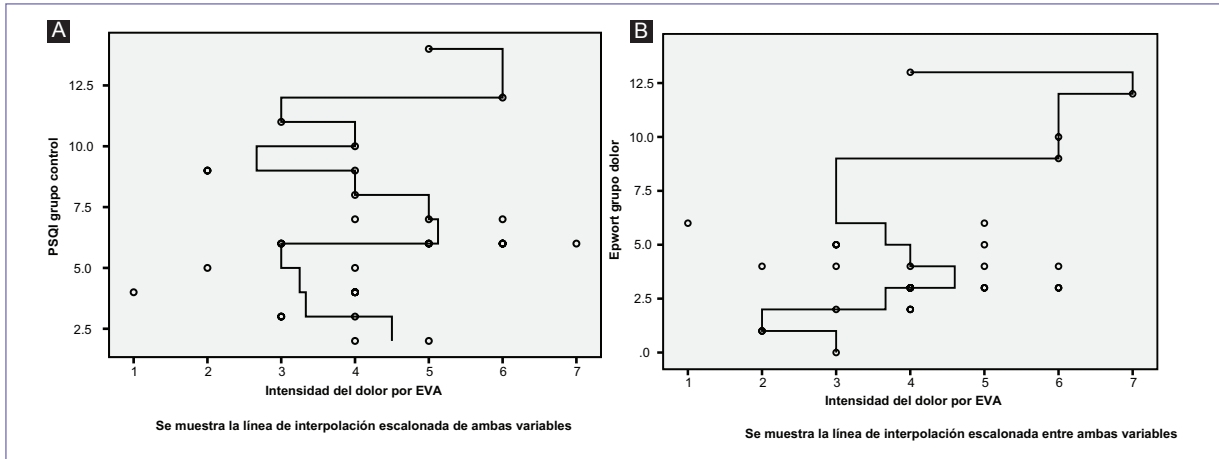 A
PSQI grupo control
12.5
10.0
7.5
5.0
2.5
1 2 3 4 5 6 7
Intensidad del dolor por EVA
Se muestra la línea de interpolación escalonada de ambas variables
B
Epwort grupo dolor
12.5
10.0
7.5
5.0
2.5
.0
1 2 3 4 5 6 7
Intensidad del dolor por EVA
Se muestra la línea de interpolación escalonada entre ambas variables